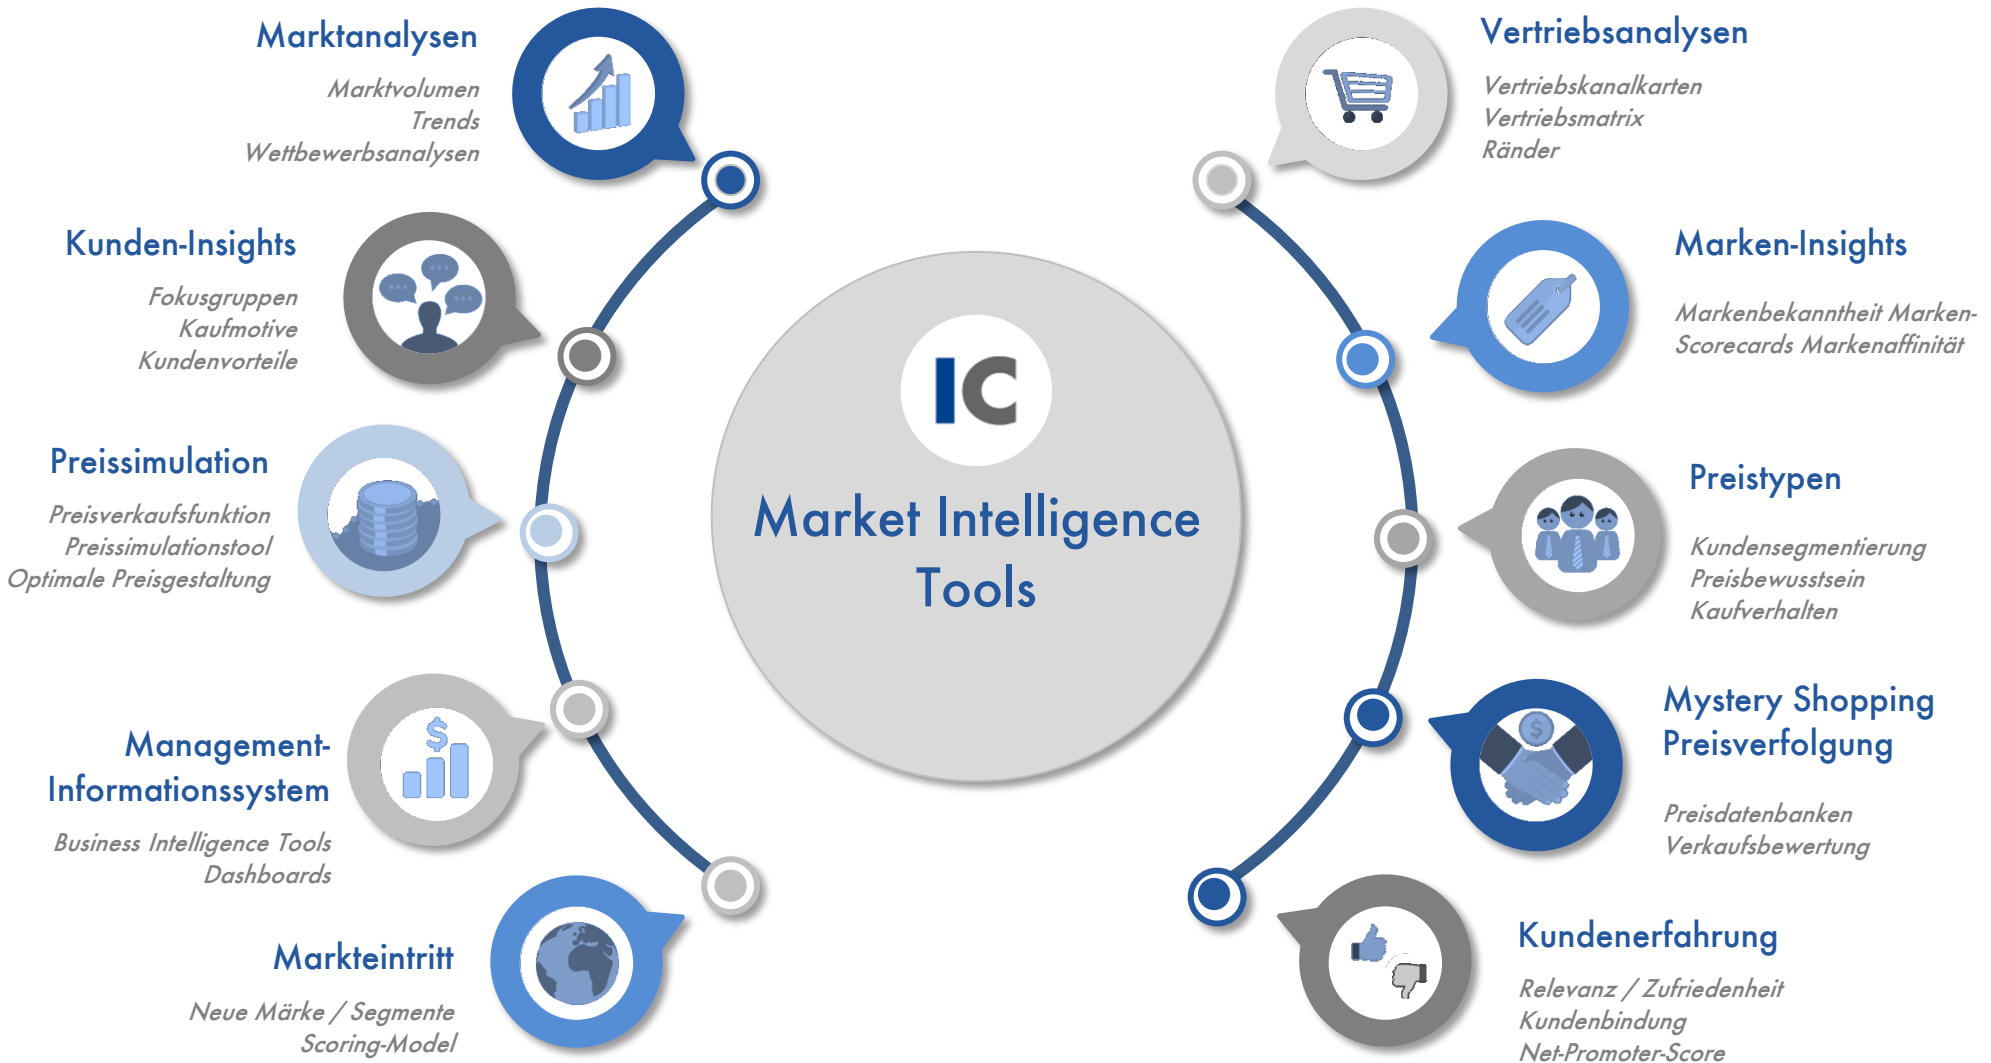 Marktanalysen
Marktvolumen
Trends
Wettbewerbsanalysen
Kunden-Insights
Fokusgruppen
Kaufmotive
Kundenvorteile
Preissimulation
Preisverkaufsfunktion
Preissimulationstool
Optimale Preisgestaltung
Management-
Informationssystem
Business Intelligence Tools
Dashboards
Markteintritt
Neue Märke / Segmente
Scoring-Model
IC
Market Intelligence
Tools
$
Vertriebsanalysen
Vertriebskanalkarten
Vertriebsmatrix
Ränder
Marken-Insights
Markenbekanntheit Marken-
Scorecards Markenaffinität
Preistypen
Kundensegmentierung
Preisbewusstsein
Kaufverhalten
Mystery Shopping
Preisverfolgung
$
Preisdatenbanken
Verkaufsbewertung
Kundenerfahrung
Relevanz / Zufriedenheit
Kundenbindung
Net-Promoter-Score